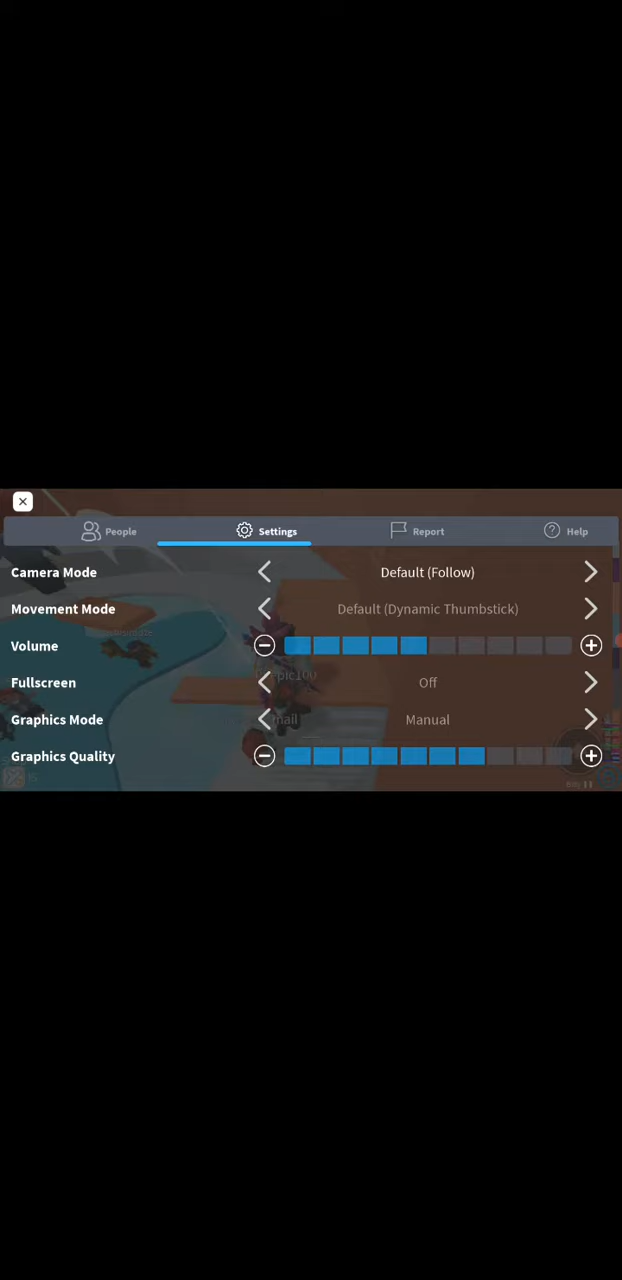 People Settings Report Help
Camera Mode Default (Follow)
Movement Mode Default (Dynamic Thumbstick)
Volume
Fullscreen Off
Graphics Mode Manual
Graphics Quality